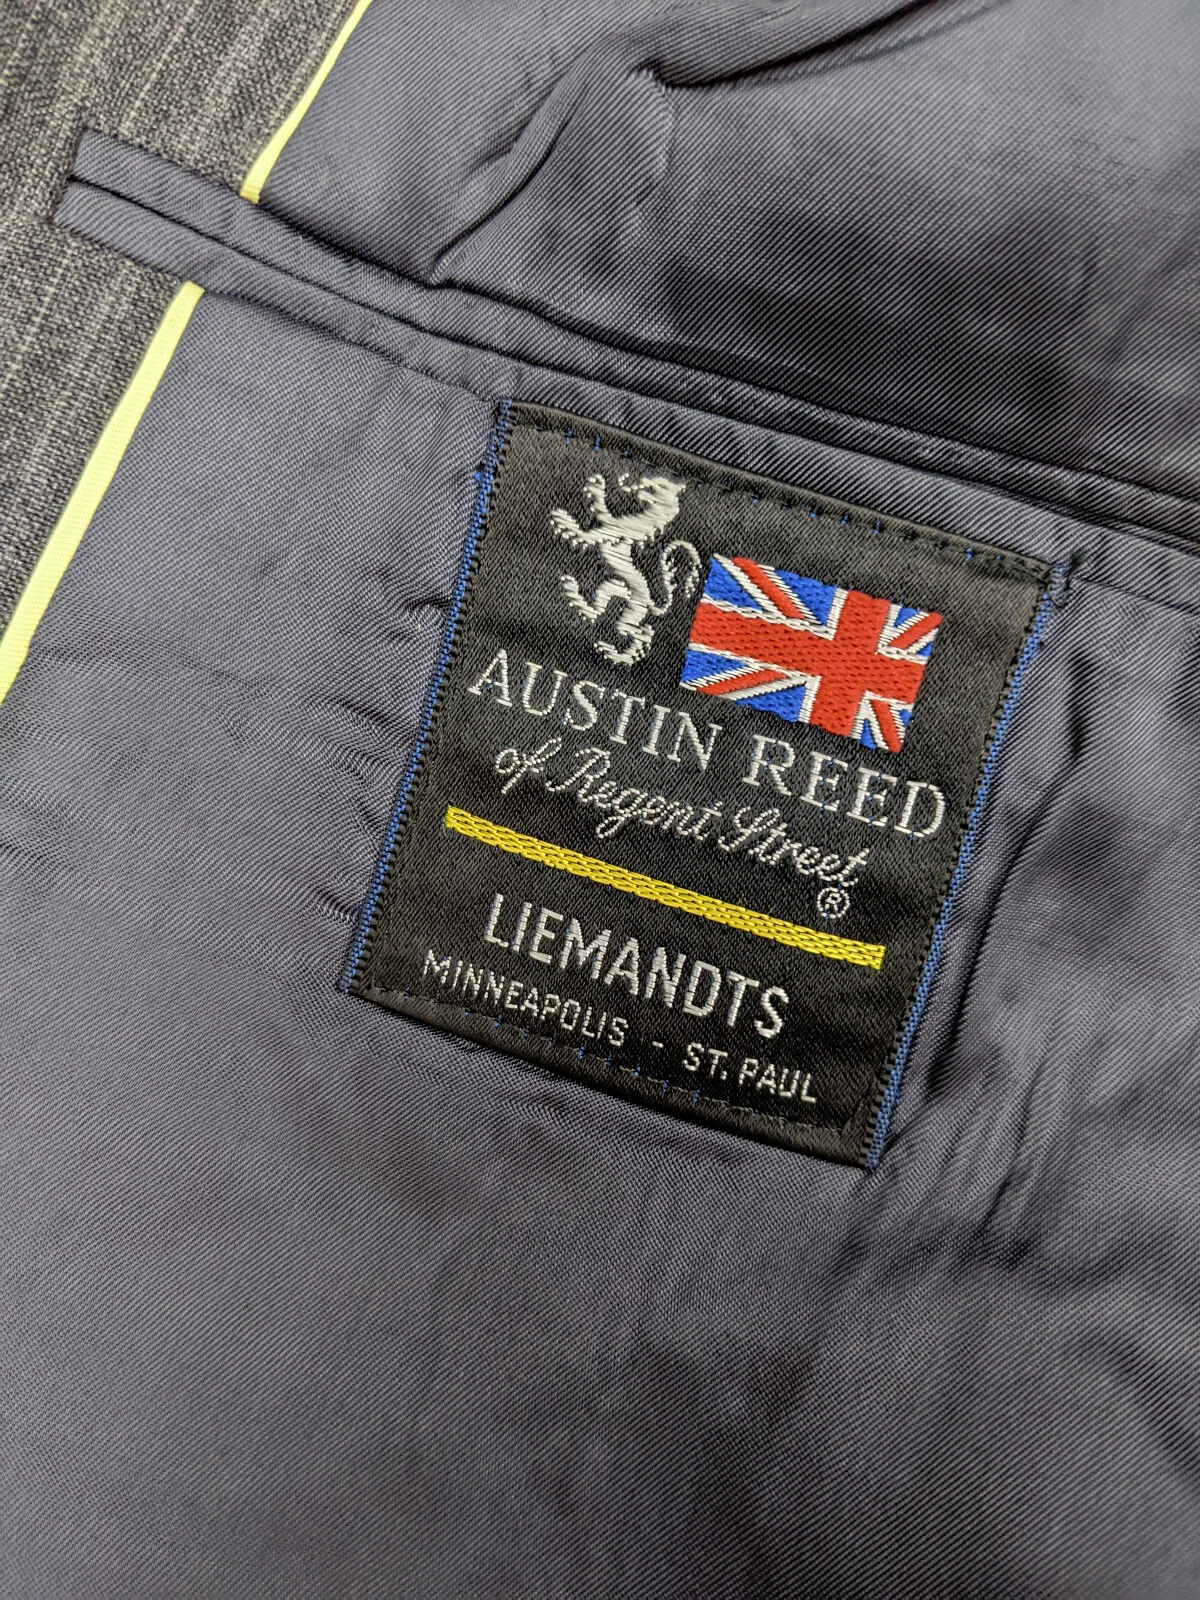 AUSTIN REED
of Regent Street
®
LIEMANDTS
MINNEAPOLIS - ST. PAUL